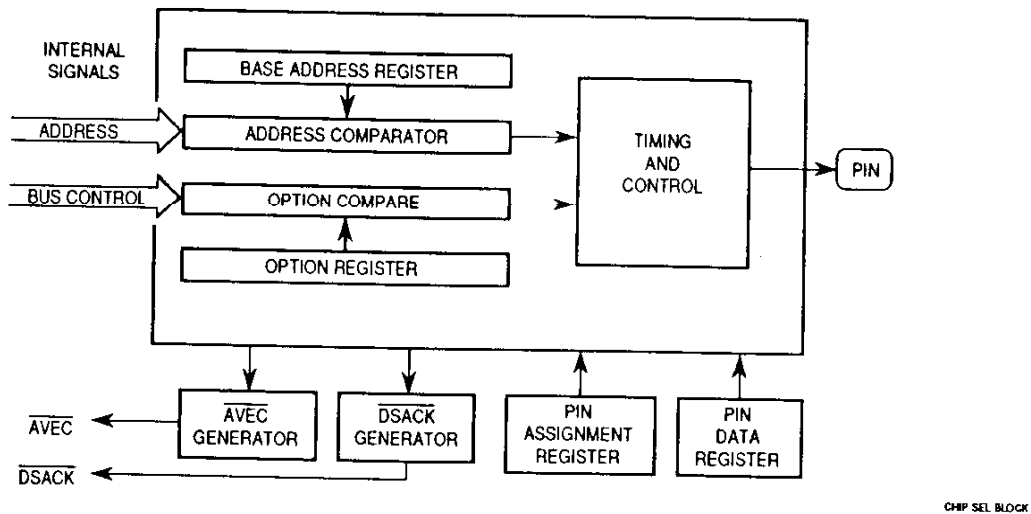 INTERNAL
SIGNALS
BASE ADDRESS REGISTER
ADDRESS
ADDRESS COMPARATOR
TIMING
AND
CONTROL
PIN
BUS CONTROL
OPTION COMPARE
OPTION REGISTER
AVEC
GENERATOR
DSACK
GENERATOR
PIN
ASSIGNMENT
REGISTER
PIN
DATA
REGISTER
AVEC
DSACK
CHIP SEL BLOCK